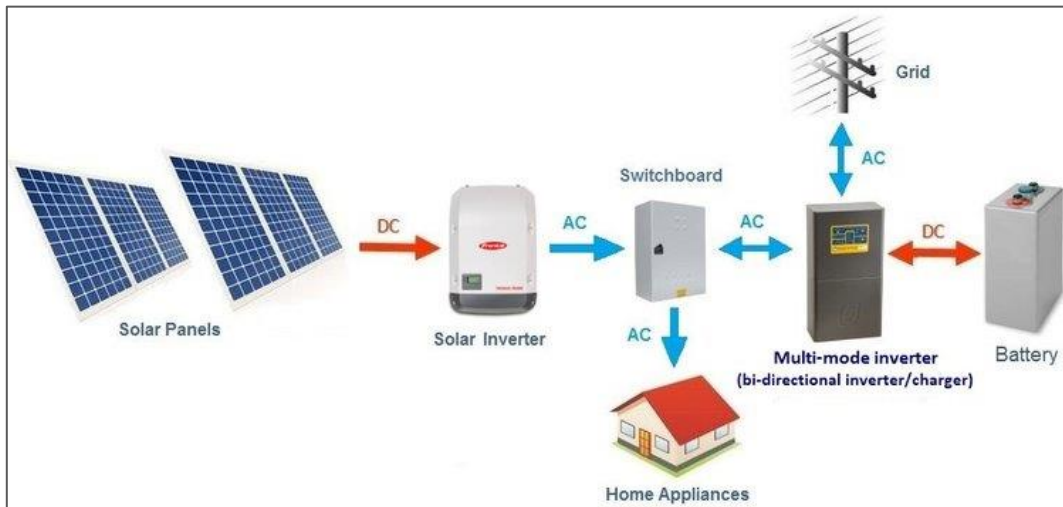 Grid
AC
Switchboard
DC
AC
AC
DC
Solar Panels
Solar Inverter
AC
Multi-mode inverter
(bi-directional inverter/charger)
Battery
Home Appliances